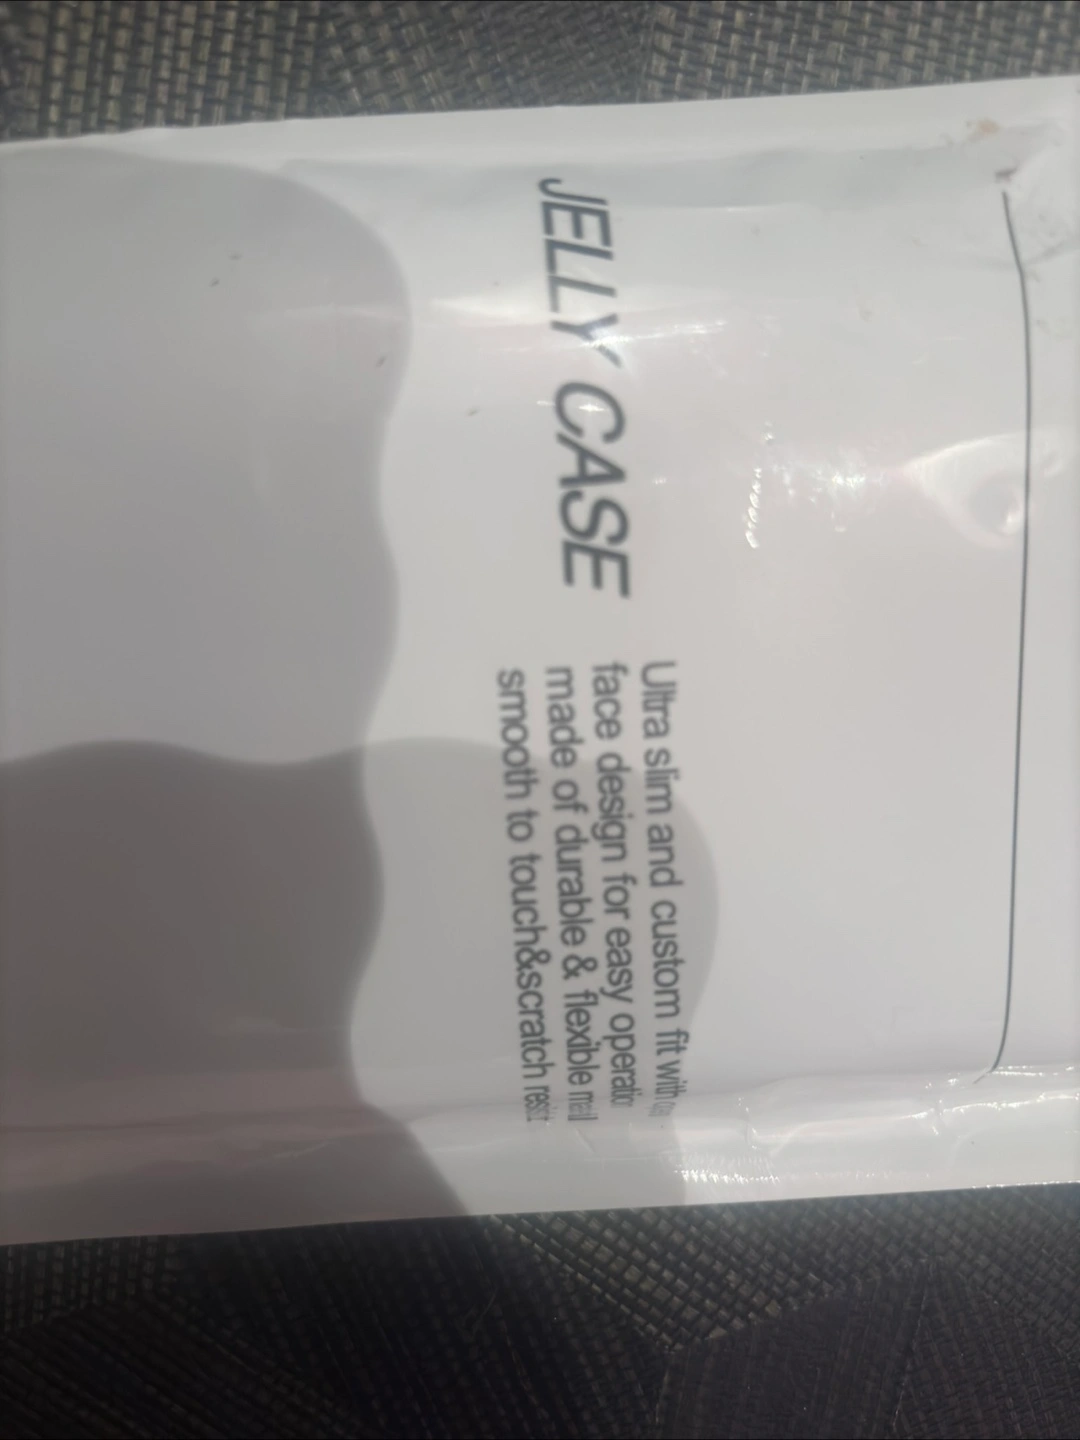 JELLY CASE
Ultra slim and custom fit with
face design for easy
made of durable & flexible
smooth to touch&scratch